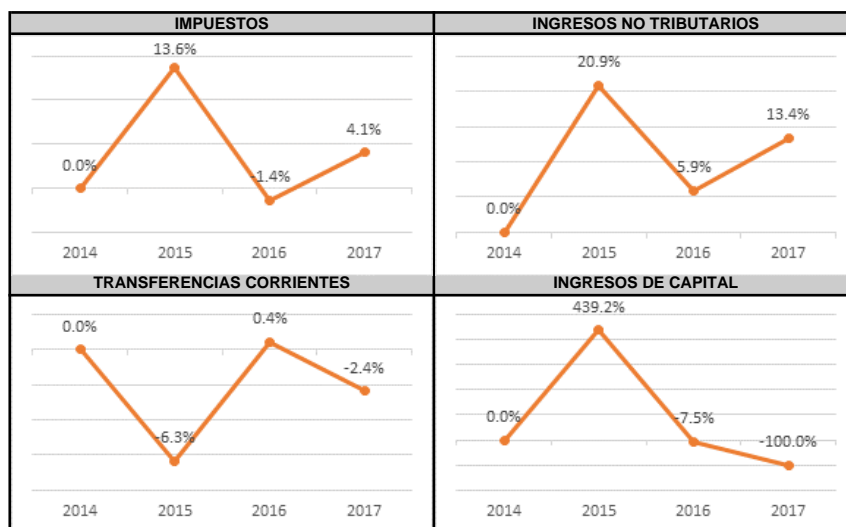 IMPUESTOS
13.6%
4.1%
0.0%
-1.4%
2014 2015 2016 2017
INGRESOS NO TRIBUTARIOS
20.9%
13.4%
5.9%
0.0%
2014 2015 2016 2017
TRANSFERENCIAS CORRIENTES
0.0%
0.4%
-2.4%
-6.3%
2014 2015 2016 2017
INGRESOS DE CAPITAL
439.2%
0.0%
-7.5%
-100.0%
2014 2015 2016 2017